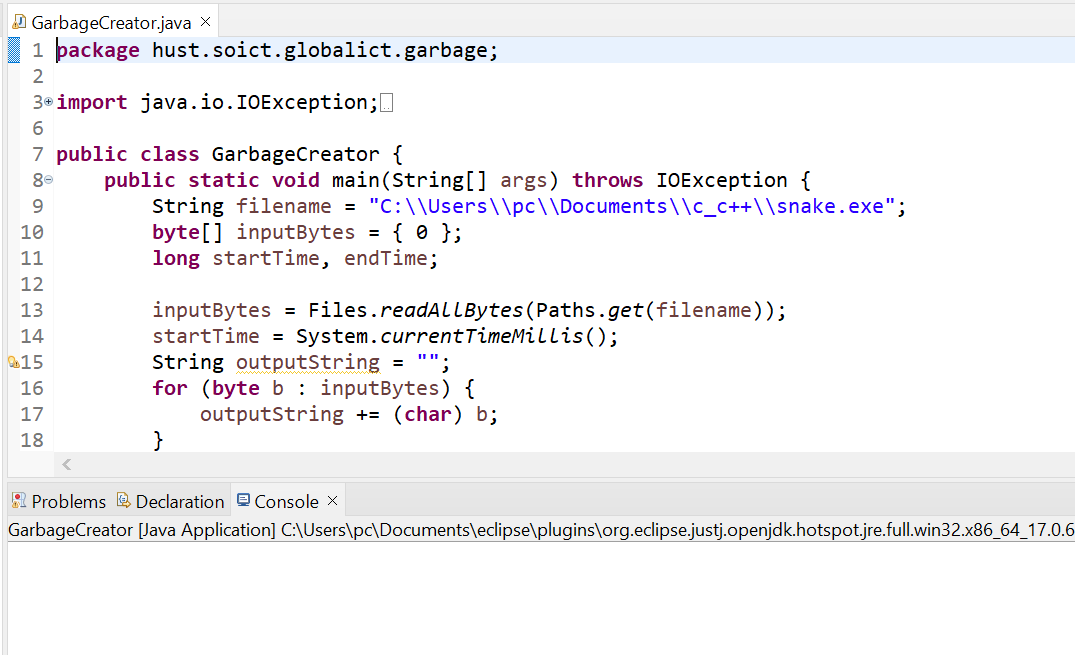 GarbageCreator.java
1 package hust.soict.globalict.garbage;
2
3 import java.io.IOException;
6
7 public class GarbageCreator {
8 public static void main(String[] args) throws IOException {
9 String filename = "C:\\Users\\pc\\Documents\\c_c++\\snake.exe";
10 byte[] inputBytes = { 0 };
11 long startTime, endTime;
12
13 inputBytes = Files.readAllBytes(Paths.get(filename));
14 startTime = System.currentTimeMillis();
15 String outputString = "";
16 for (byte b : inputBytes) {
17 outputString += (char) b;
18 }
Problems Declaration Console
GarbageCreator [Java Application] C:\Users\pc\Documents\eclipse\plugins\org.eclipse.justj.openjdk.hotspot.jre.full.win32.x86_64_17.0.6